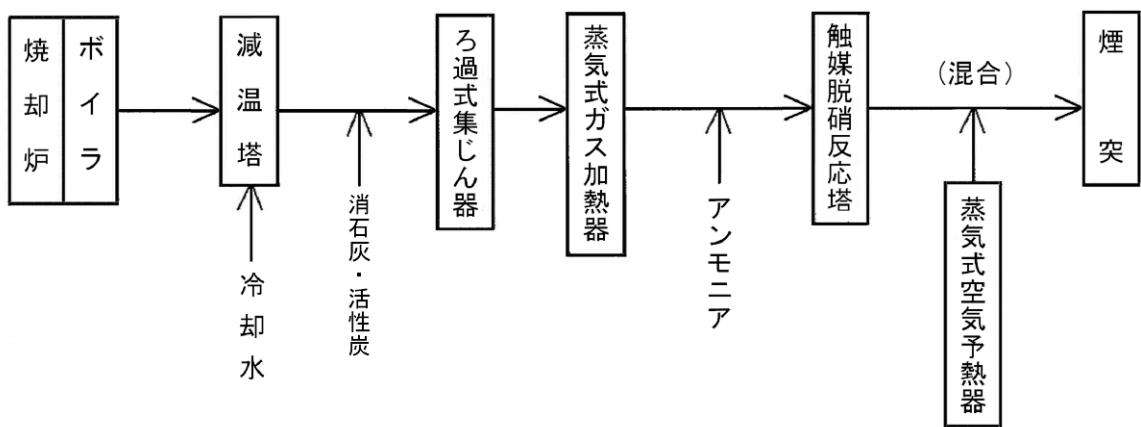 焼却炉
ボイラ
減温塔
冷却水
消石灰・活性炭
ろ過式集じん器
蒸気式ガス加熱器
アンモニア
触媒脱硝反応塔
(混合)
蒸気式空気予熱器
煙突